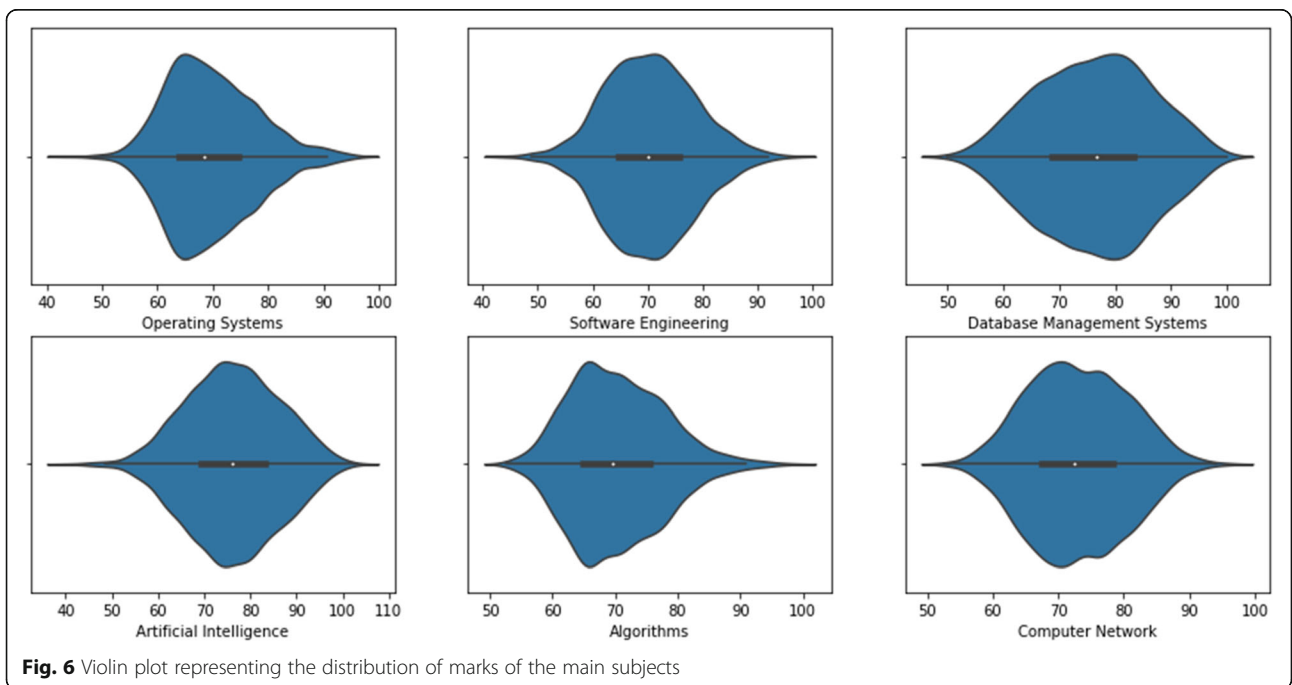 40 50 60 70 80 90 100
Operating Systems
40 50 60 70 80 90 100
Software Engineering
50 60 70 80 90 100
Database Management Systems
40 50 60 70 80 90 100 110
Artificial Intelligence
50 60 70 80 90 100
Algorithms
50 60 70 80 90 100
Computer Network
Fig. 6 Violin plot representing the distribution of marks of the main subjects